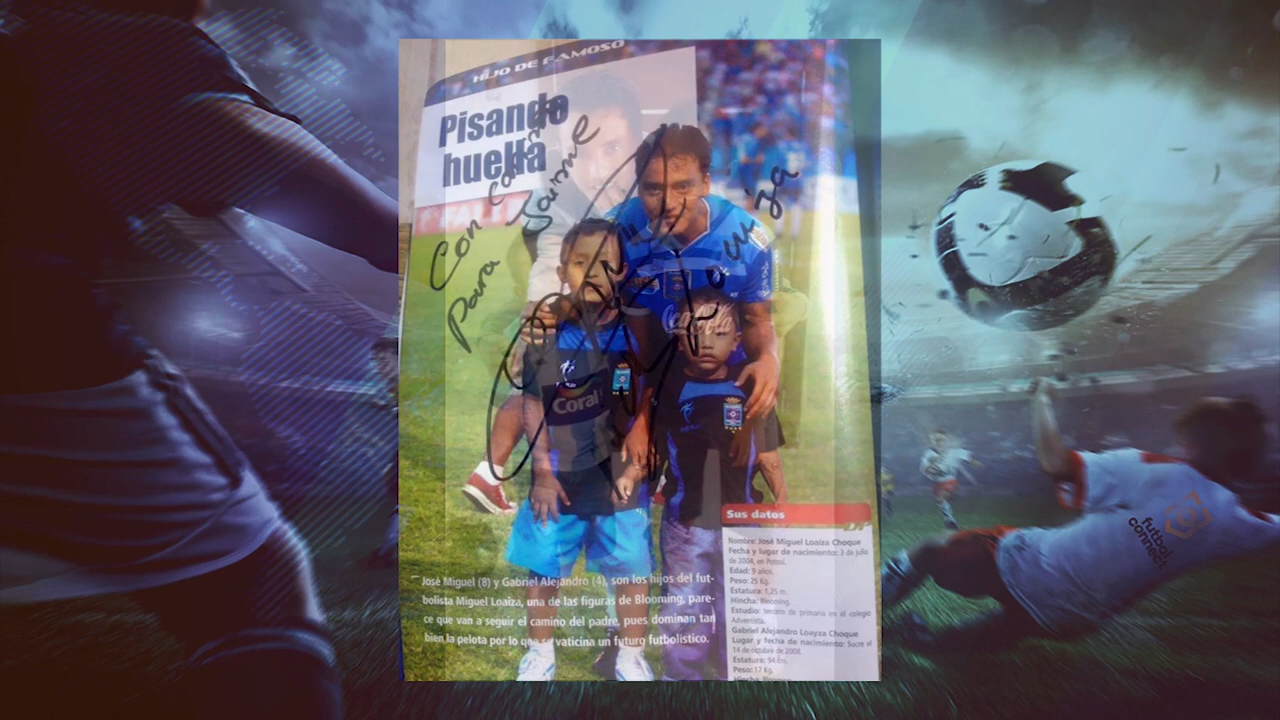 HIJO DE FAMOSO
Pisando
huella
Con cariño
para Jaime
Loaiza
Coca-Cola
Coral
Sus datos
Nombre: José Miguel Loaiza Choque
Fecha y lugar de nacimiento: 3 de julio
de 2004, en Potosí.
Edad: 9 años.
Peso: 25 Kg.
Estatura: 1,25 m.
Hincha: Blooming.
Estudio: tercero de primaria en el colegio
Adventista.
Gabriel Alejandro Loayza Choque
Lugar y fecha de nacimiento: Sucre el
14 de octubre de 2008.
Estatura: 94 cm.
Peso: 17 Kg.
Hincha: Blooming.
José Miguel (8) y Gabriel Alejandro (4), son los hijos del fut-
bolista Miguel Loaiza, una de las figuras de Blooming, pare-
ce que van a seguir el camino del padre, pues dominan tan
bien la pelota por lo que se vaticina un futuro futbolístico.
futbol
connect